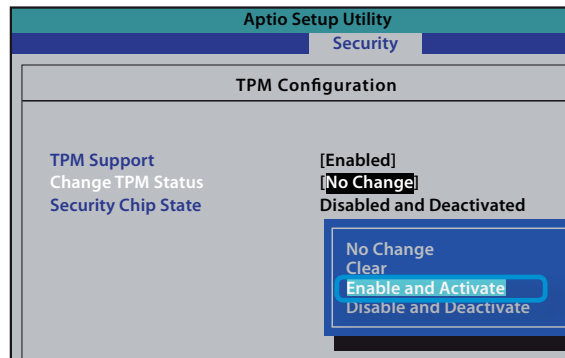 Aptio Setup Utility
Security
TPM Configuration
TPM Support [Enabled]
Change TPM Status [No Change]
Security Chip State Disabled and Deactivated
No Change
Clear
Enable and Activate
Disable and Deactivate